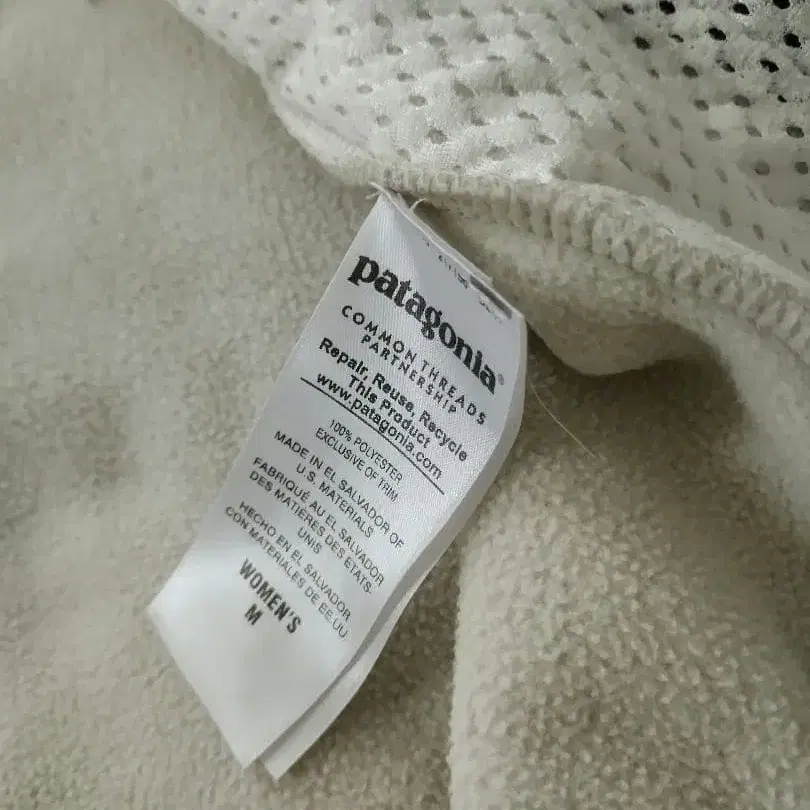 patagonia®
COMMON THREADS
PARTNERSHIP
Repair, Reuse, Recycle
This Product
www.patagonia.com
100% POLYESTER
EXCLUSIVE OF TRIM
MADE IN EL SALVADOR OF
U.S. MATERIALS
FABRIQUÉ AU EL SALVADOR
DES MATIÈRES DES ÉTATS-
UNIS
HECHO EN EL SALVADOR
CON MATERIALES DE EE.UU
WOMEN'S
M